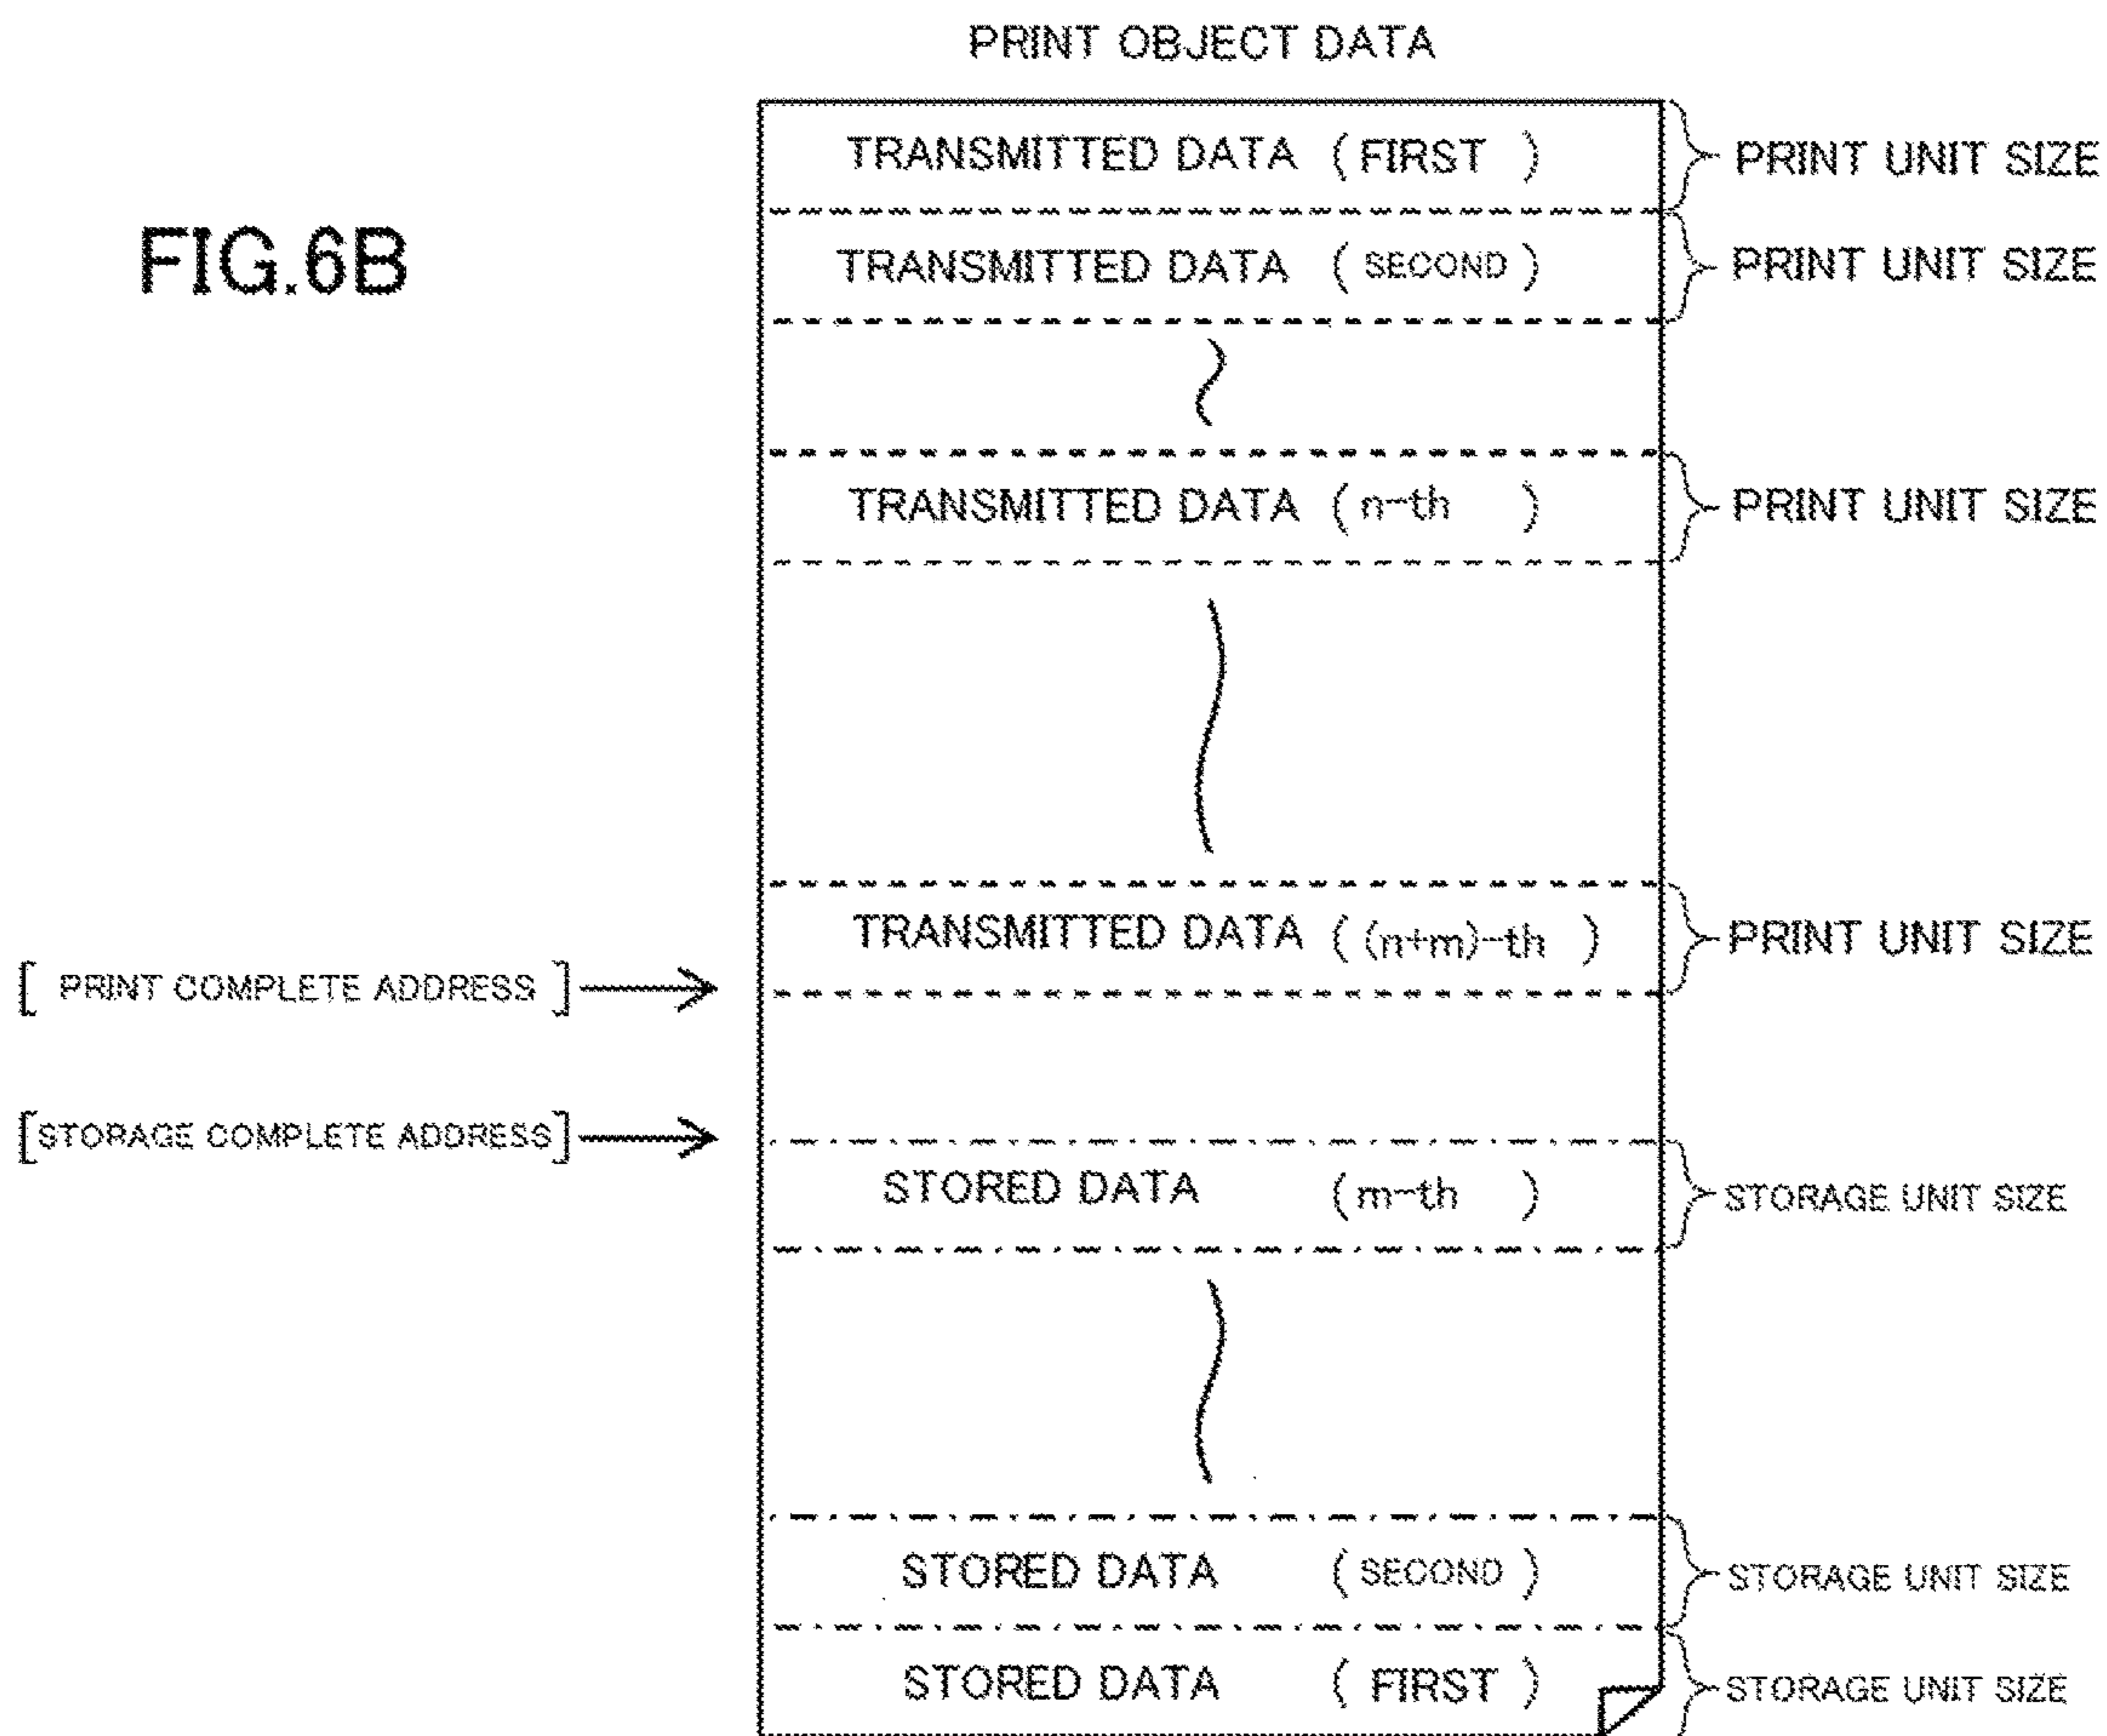 PRINT OBJECT DATA
FIG.6B
TRANSMITTED DATA ( FIRST ) PRINT UNIT SIZE
TRANSMITTED DATA ( SECOND ) PRINT UNIT SIZE
TRANSMITTED DATA ( n-th ) PRINT UNIT SIZE
TRANSMITTED DATA ( (n+m)-th ) PRINT UNIT SIZE
[ PRINT COMPLETE ADDRESS ]
[STORAGE COMPLETE ADDRESS]
STORED DATA ( m-th ) STORAGE UNIT SIZE
STORED DATA ( SECOND ) STORAGE UNIT SIZE
STORED DATA ( FIRST ) STORAGE UNIT SIZE